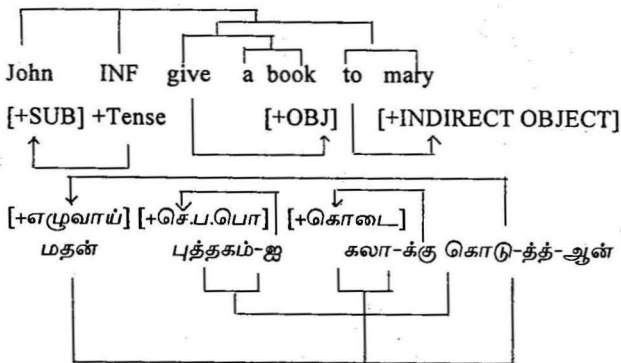 John INF give a book to mary
[+SUB] +Tense [+OBJ] [+INDIRECT OBJECT]
[+எழுவாய்] [+செ.ப.பொ] [+கொடை]
மதன் புத்தகம்-ஐ கலா-க்கு கொடு-த்த்-ஆன்